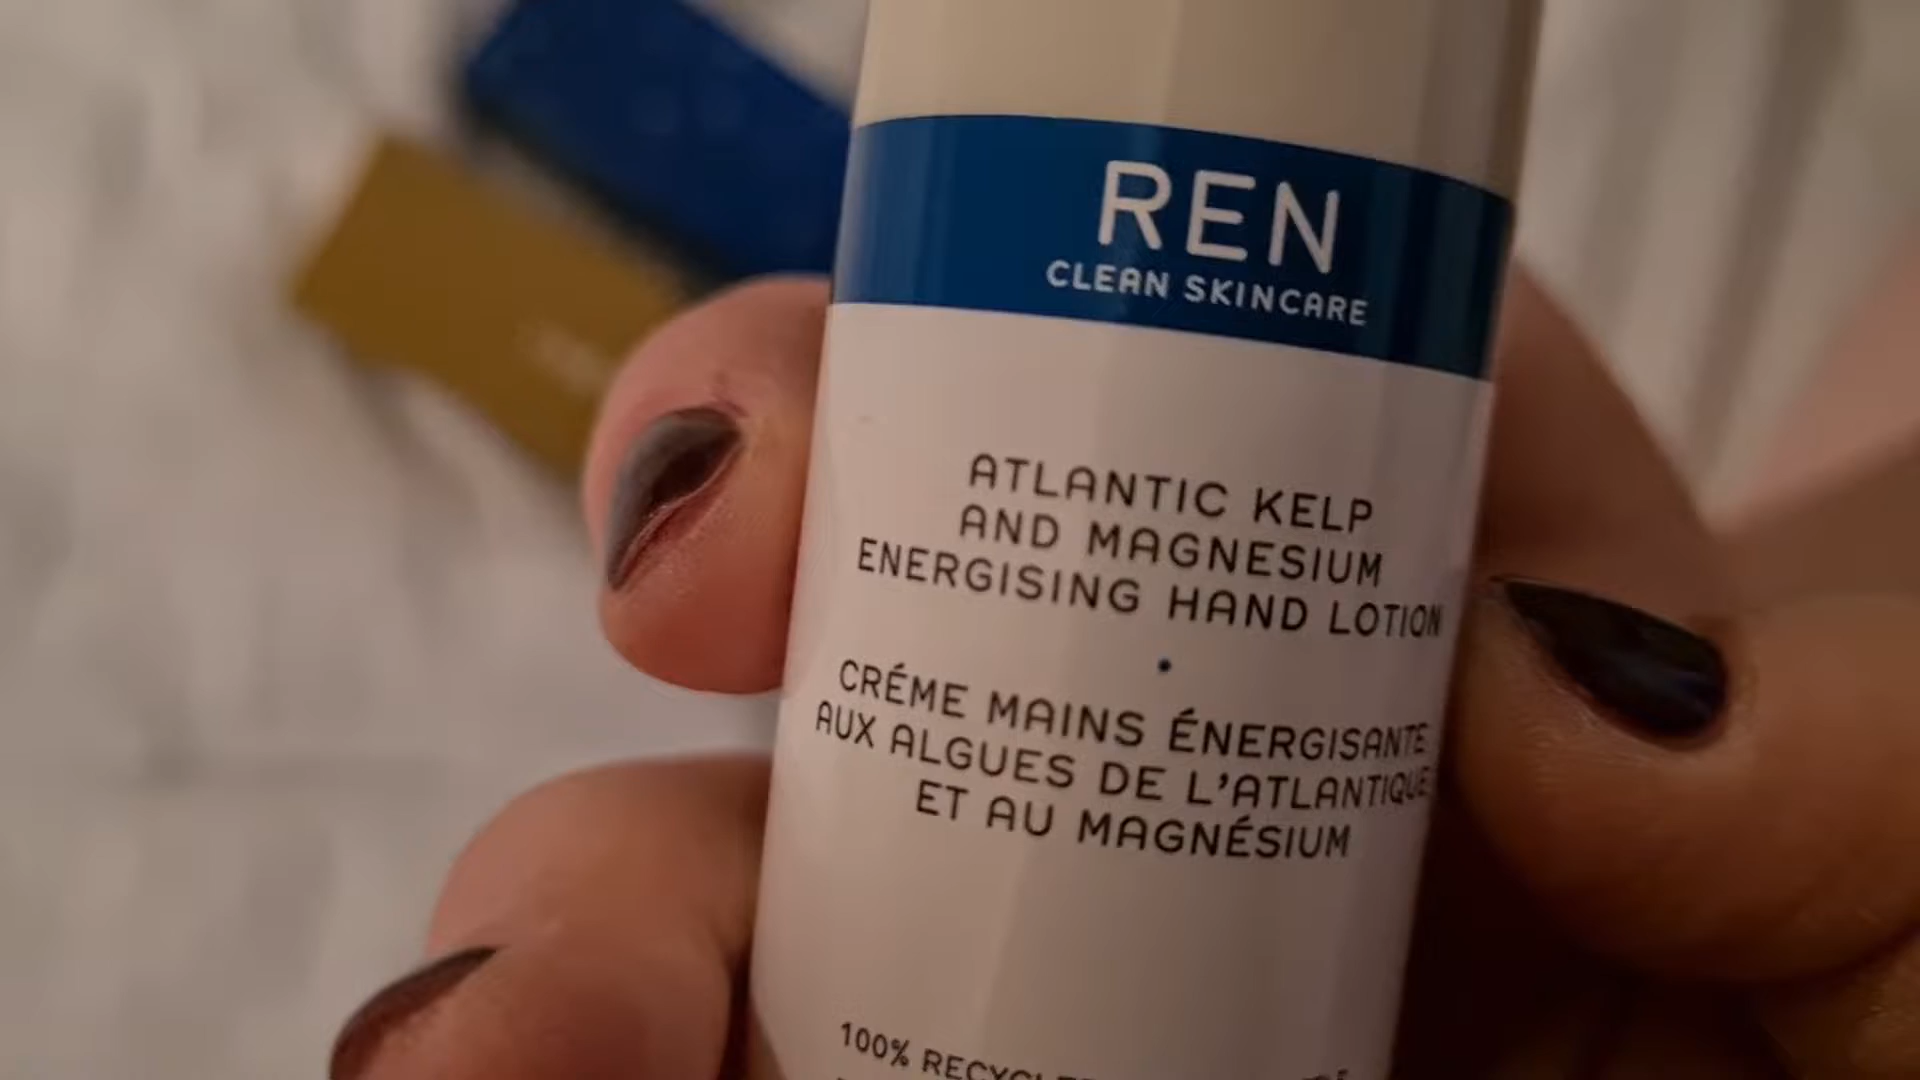 REN
CLEAN SKINCARE
ATLANTIC KELP
AND MAGNESIUM
ENERGISING HAND LOTION
•
CRÉME MAINS ÉNERGISANTE
AUX ALGUES DE L'ATLANTIQUE
ET AU MAGNÉSIUM
100%